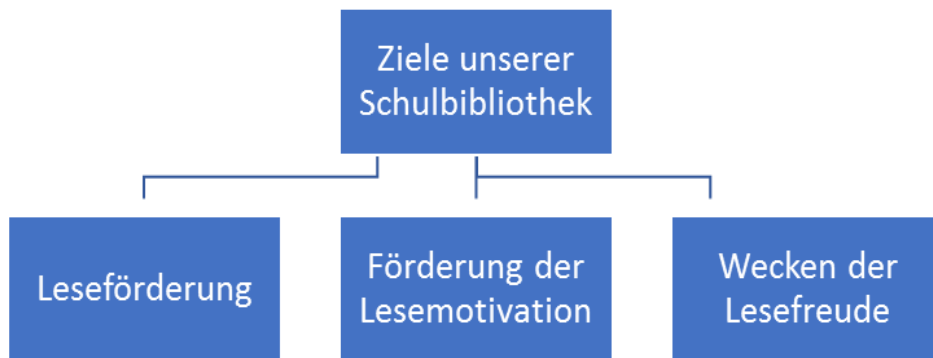 Ziele unserer
Schulbibliothek
Leseförderung
Förderung der
Lesemotivation
Wecken der
Lesefreude